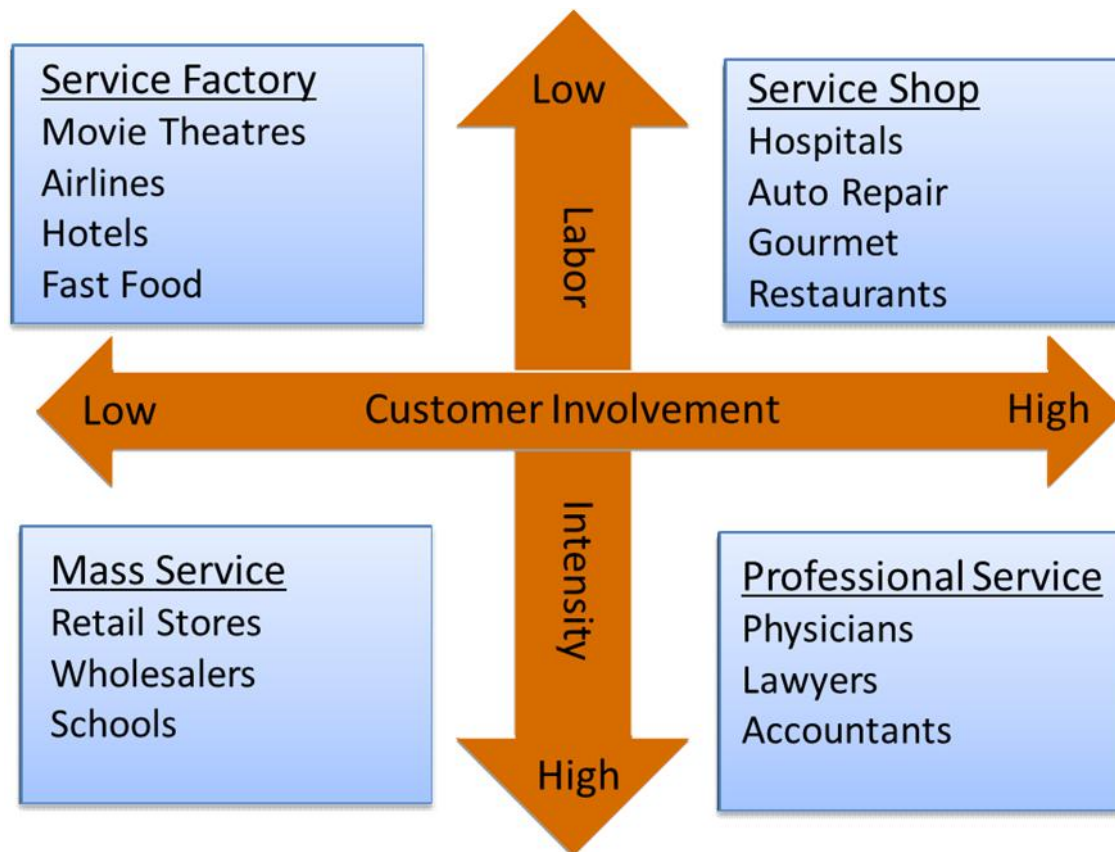 Service Factory
Movie Theatres
Airlines
Hotels
Fast Food
Low
Labor
Service Shop
Hospitals
Auto Repair
Gourmet
Restaurants
Low
Customer Involvement
High
Mass Service
Retail Stores
Wholesalers
Schools
Intensity
High
Professional Service
Physicians
Lawyers
Accountants